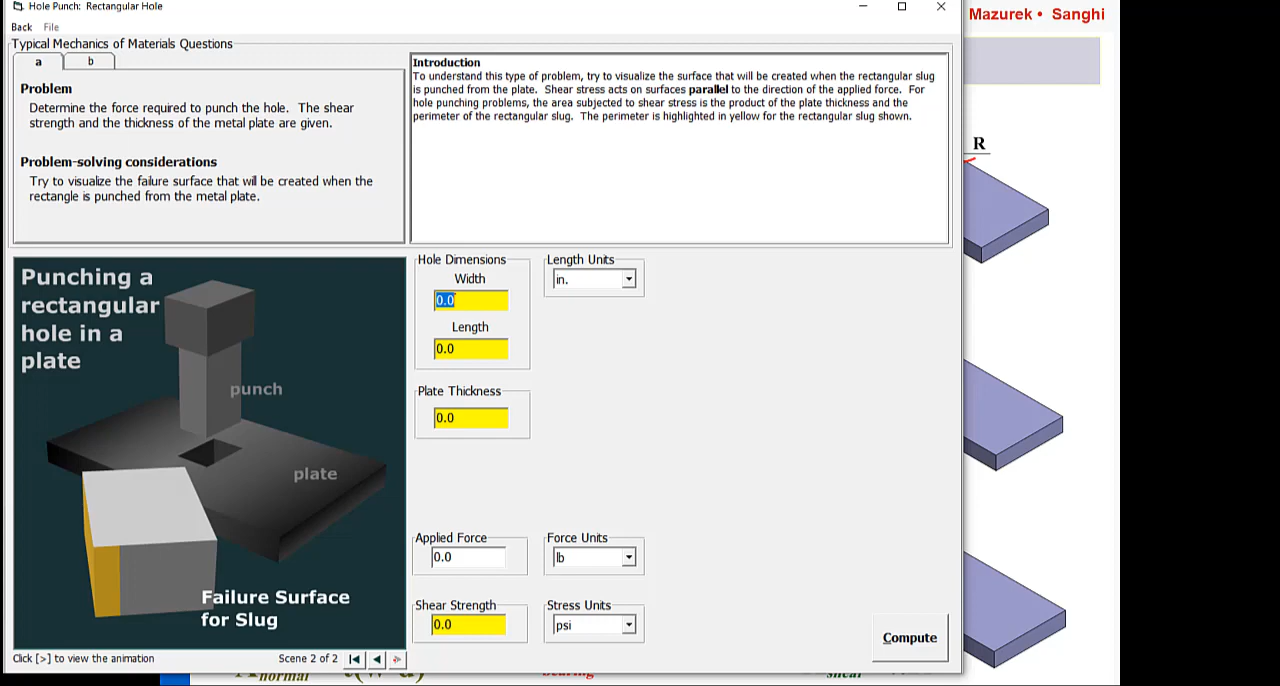 Hole Punch: Rectangular Hole
Back File
Typical Mechanics of Materials Questions
a b
Problem
Determine the force required to punch the hole. The shear
strength and the thickness of the metal plate are given.
Problem-solving considerations
Try to visualize the failure surface that will be created when the
rectangle is punched from the metal plate.
Introduction
To understand this type of problem, try to visualize the surface that will be created when the rectangular slug
is punched from the plate. Shear stress acts on surfaces parallel to the direction of the applied force. For
hole punching problems, the area subjected to shear stress is the product of the plate thickness and the
perimeter of the rectangular slug. The perimeter is highlighted in yellow for the rectangular slug shown.
Punching a
rectangular
hole in a
plate
punch
plate
Failure Surface
for Slug
Click [>] to view the animation
Scene 2 of 2
Hole Dimensions
Width
0.0
Length
0.0
Length Units
in.
Plate Thickness
0.0
Applied Force
0.0
Force Units
lb
Shear Strength
0.0
Stress Units
psi
Compute
Mazurek • Sanghi
R
normal